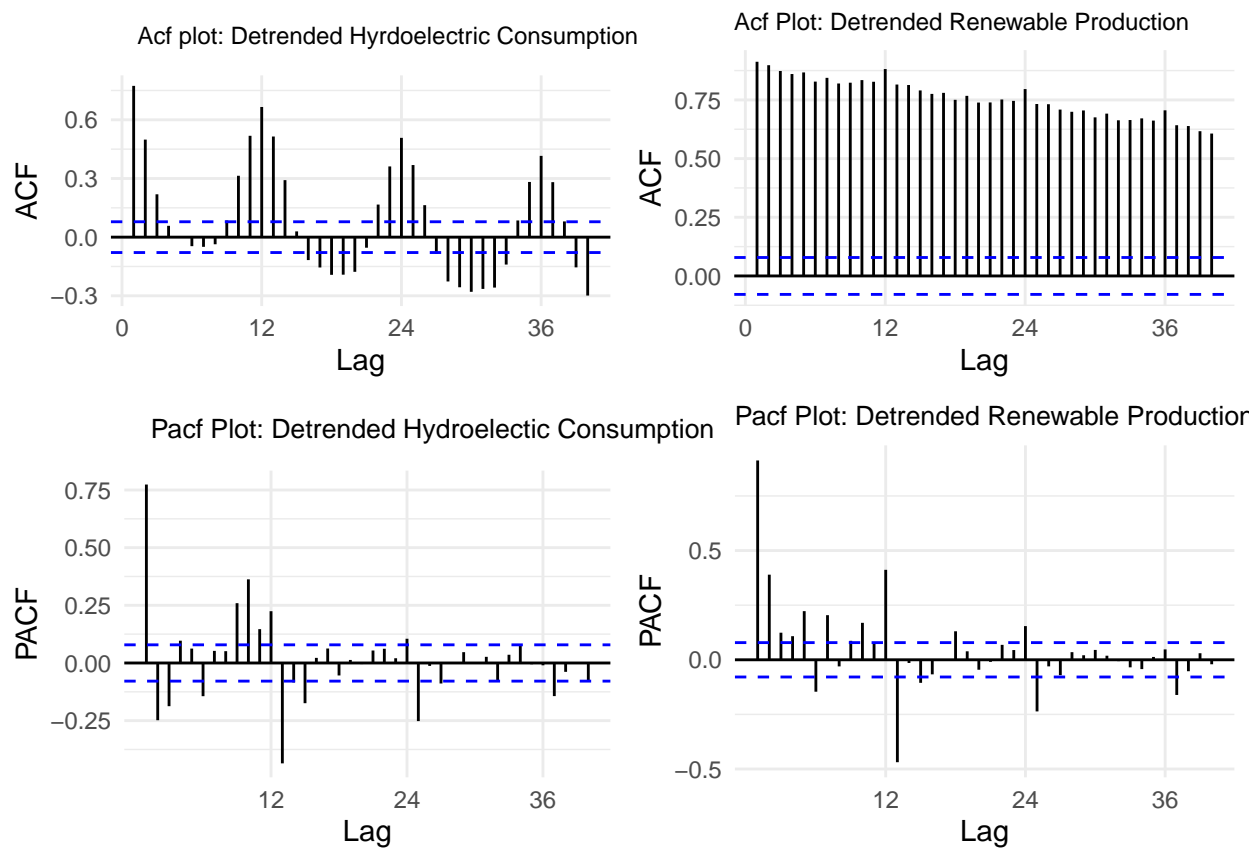 Acf plot: Detrended Hyrdoelectric Consumption
0.6
0.3
0.0
−0.3
ACF
0
12
24
36
Lag
Acf Plot: Detrended Renewable Production
0.75
0.50
0.25
0.00
ACF
0
12
24
36
Lag
Pacf Plot: Detrended Hydroelectic Consumption
0.75
0.50
0.25
0.00
−0.25
PACF
12
24
36
Lag
Pacf Plot: Detrended Renewable Production
0.5
0.0
−0.5
PACF
12
24
36
Lag